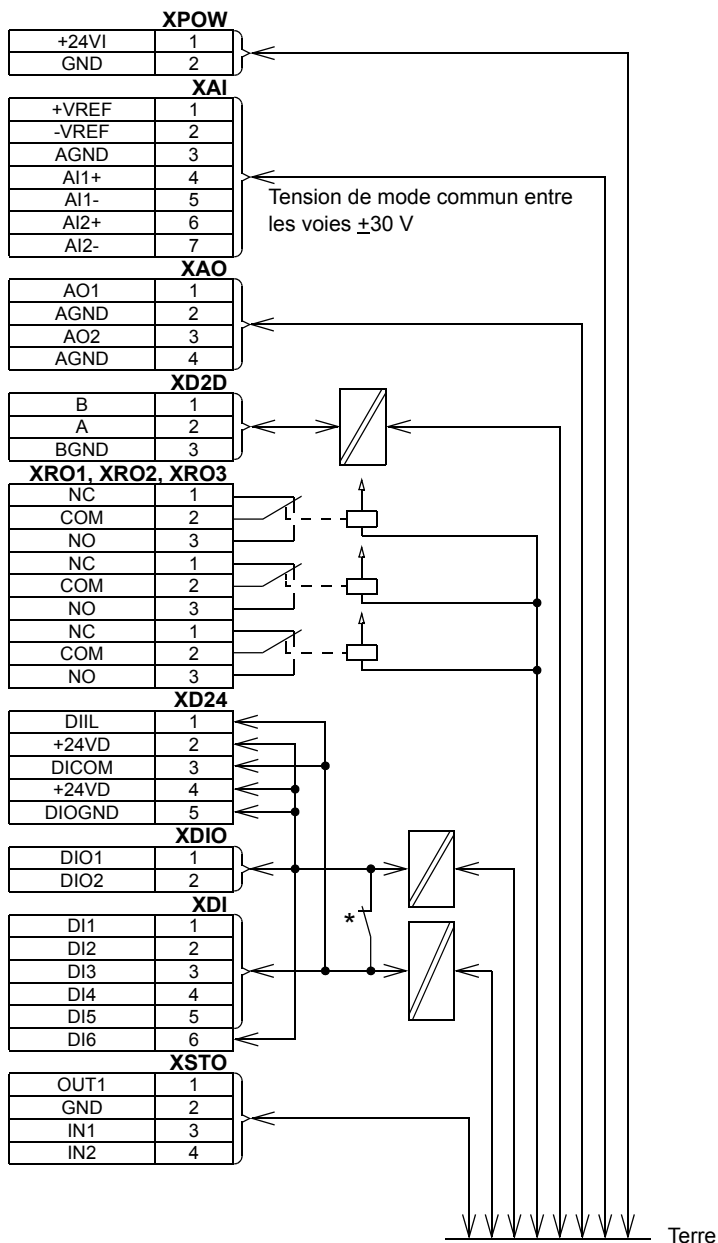 XPOW
+24VI 1
GND 2
XAI
+VREF 1
-VREF 2
AGND 3
AI1+ 4
AI1- 5
AI2+ 6
AI2- 7
Tension de mode commun entre
les voies ±30 V
XAO
AO1 1
AGND 2
AO2 3
AGND 4
XD2D
B 1
A 2
BGND 3
XRO1, XRO2, XRO3
NC 1
COM 2
NO 3
NC 1
COM 2
NO 3
NC 1
COM 2
NO 3
XD24
DIIL 1
+24VD 2
DICOM 3
+24VD 4
DIOGND 5
XDIO
DIO1 1
DIO2 2
XDI
DI1 1
DI2 2
DI3 3
DI4 4
DI5 5
DI6 6
*
XSTO
OUT1 1
GND 2
IN1 3
IN2 4
Terre